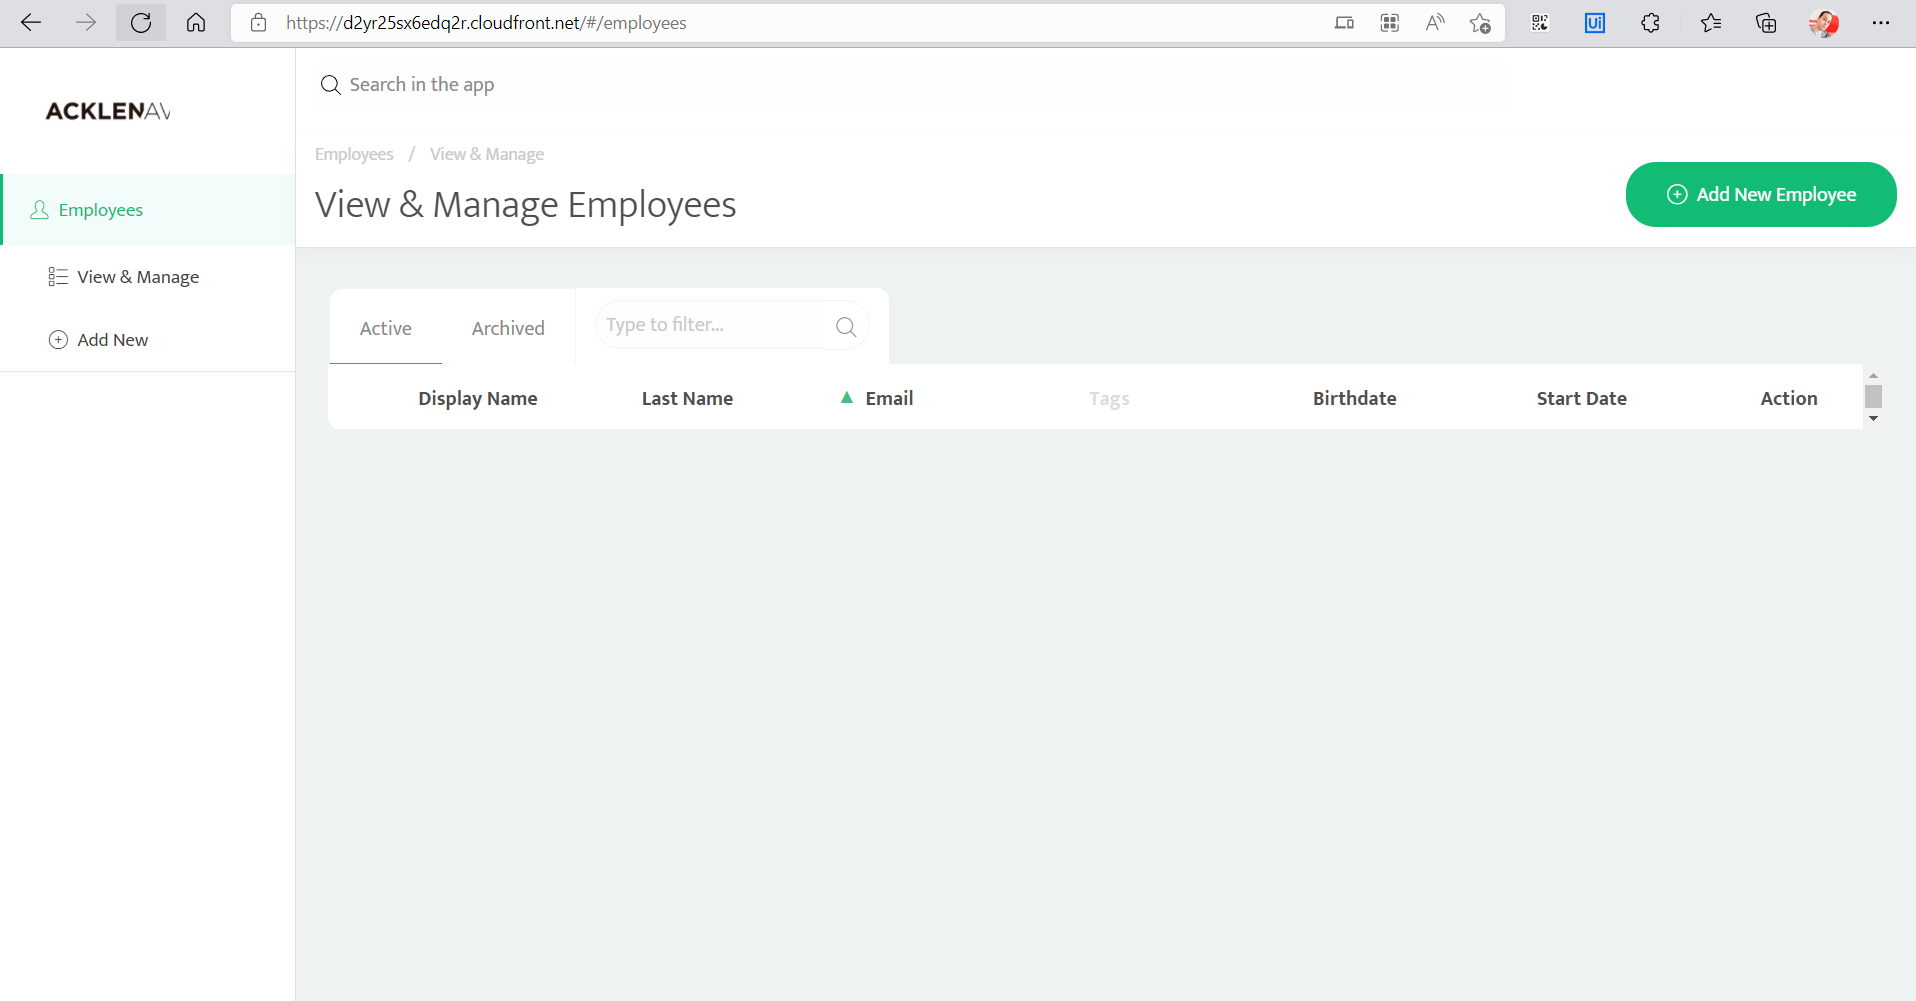 https://d2yr25sx6edq2r.cloudfront.net/#/employees
Ui
ACKLENAV
Search in the app
Employees / View & Manage
View & Manage Employees
Add New Employee
Employees
View & Manage
Add New
Active Archived Type to filter...
Display Name Last Name ▲ Email Tags Birthdate Start Date Action